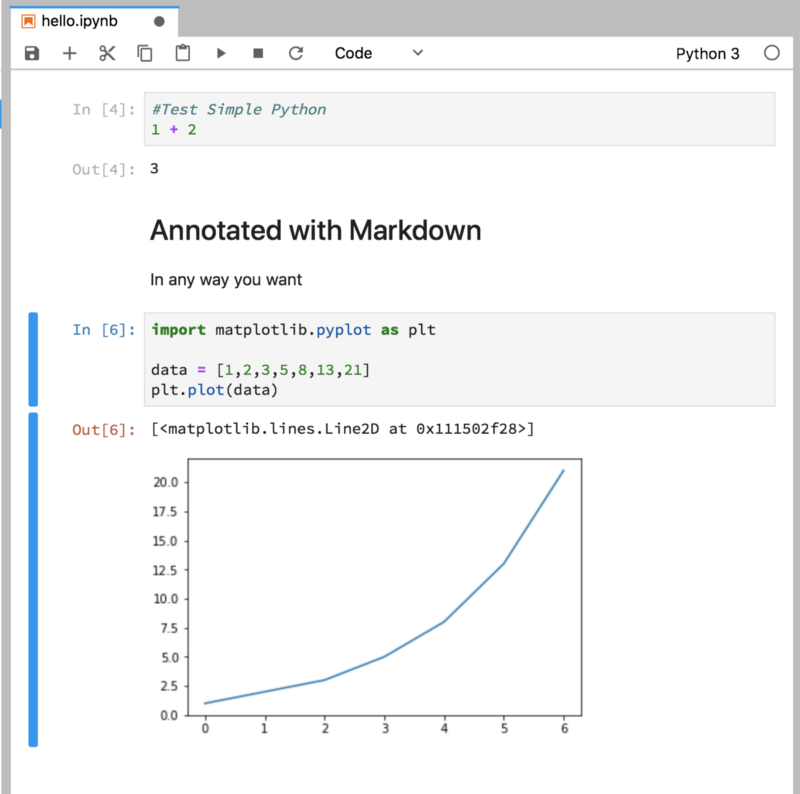 hello.ipynb
Code
Python 3
In [4]:
#Test Simple Python
1 + 2
Out[4]:
3
Annotated with Markdown
In any way you want
In [6]:
import matplotlib.pyplot as plt
data = [1,2,3,5,8,13,21]
plt.plot(data)
Out[6]:
[<matplotlib.lines.Line2D at 0x111502f28>]
20.0
17.5
15.0
12.5
10.0
7.5
5.0
2.5
0.0
0 1 2 3 4 5 6